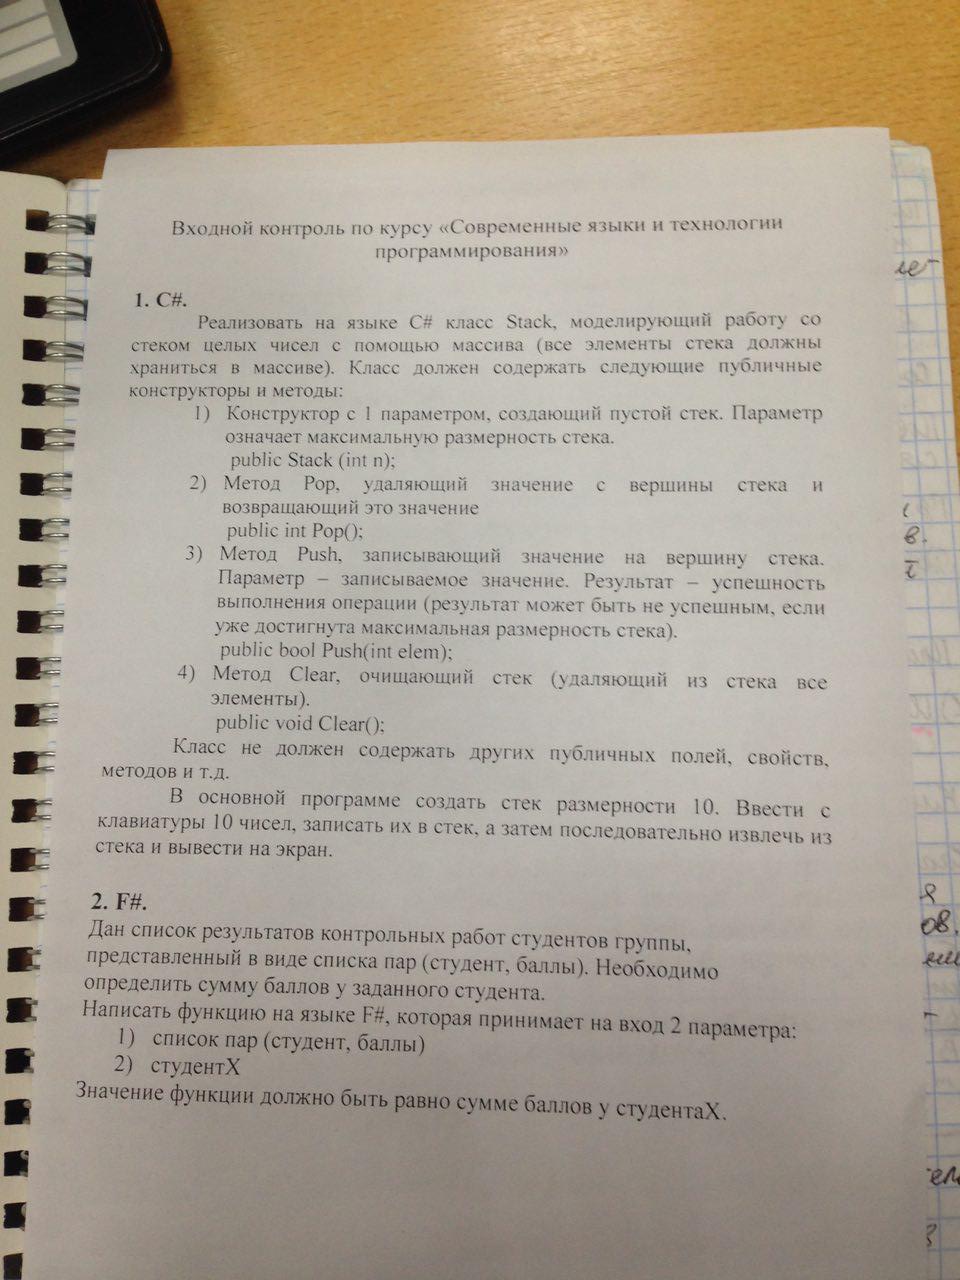 Входной контроль по курсу «Современные языки и технологии
программирования»
1. C#.
Реализовать на языке C# класс Stack, моделирующий работу со
стеком целых чисел с помощью массива (все элементы стека должны
храниться в массиве). Класс должен содержать следующие публичные
конструкторы и методы:
1) Конструктор с 1 параметром, создающий пустой стек. Параметр
означает максимальную размерность стека.
public Stack (int n);
2) Метод Pop, удаляющий значение с вершины стека и
возвращающий это значение
public int Pop();
3) Метод Push, записывающий значение на вершину стека.
Параметр – записываемое значение. Результат – успешность
выполнения операции (результат может быть не успешным, если
уже достигнута максимальная размерность стека).
public bool Push(int elem);
4) Метод Clear, очищающий стек (удаляющий из стека все
элементы).
public void Clear();
Класс не должен содержать других публичных полей, свойств,
методов и т.д.
В основной программе создать стек размерности 10. Ввести с
клавиатуры 10 чисел, записать их в стек, а затем последовательно извлечь из
стека и вывести на экран.
2. F#.
Дан список результатов контрольных работ студентов группы,
представленный в виде списка пар (студент, баллы). Необходимо
определить сумму баллов у заданного студента.
Написать функцию на языке F#, которая принимает на вход 2 параметра:
1) список пар (студент, баллы)
2) студентX
Значение функции должно быть равно сумме баллов у студентаX.